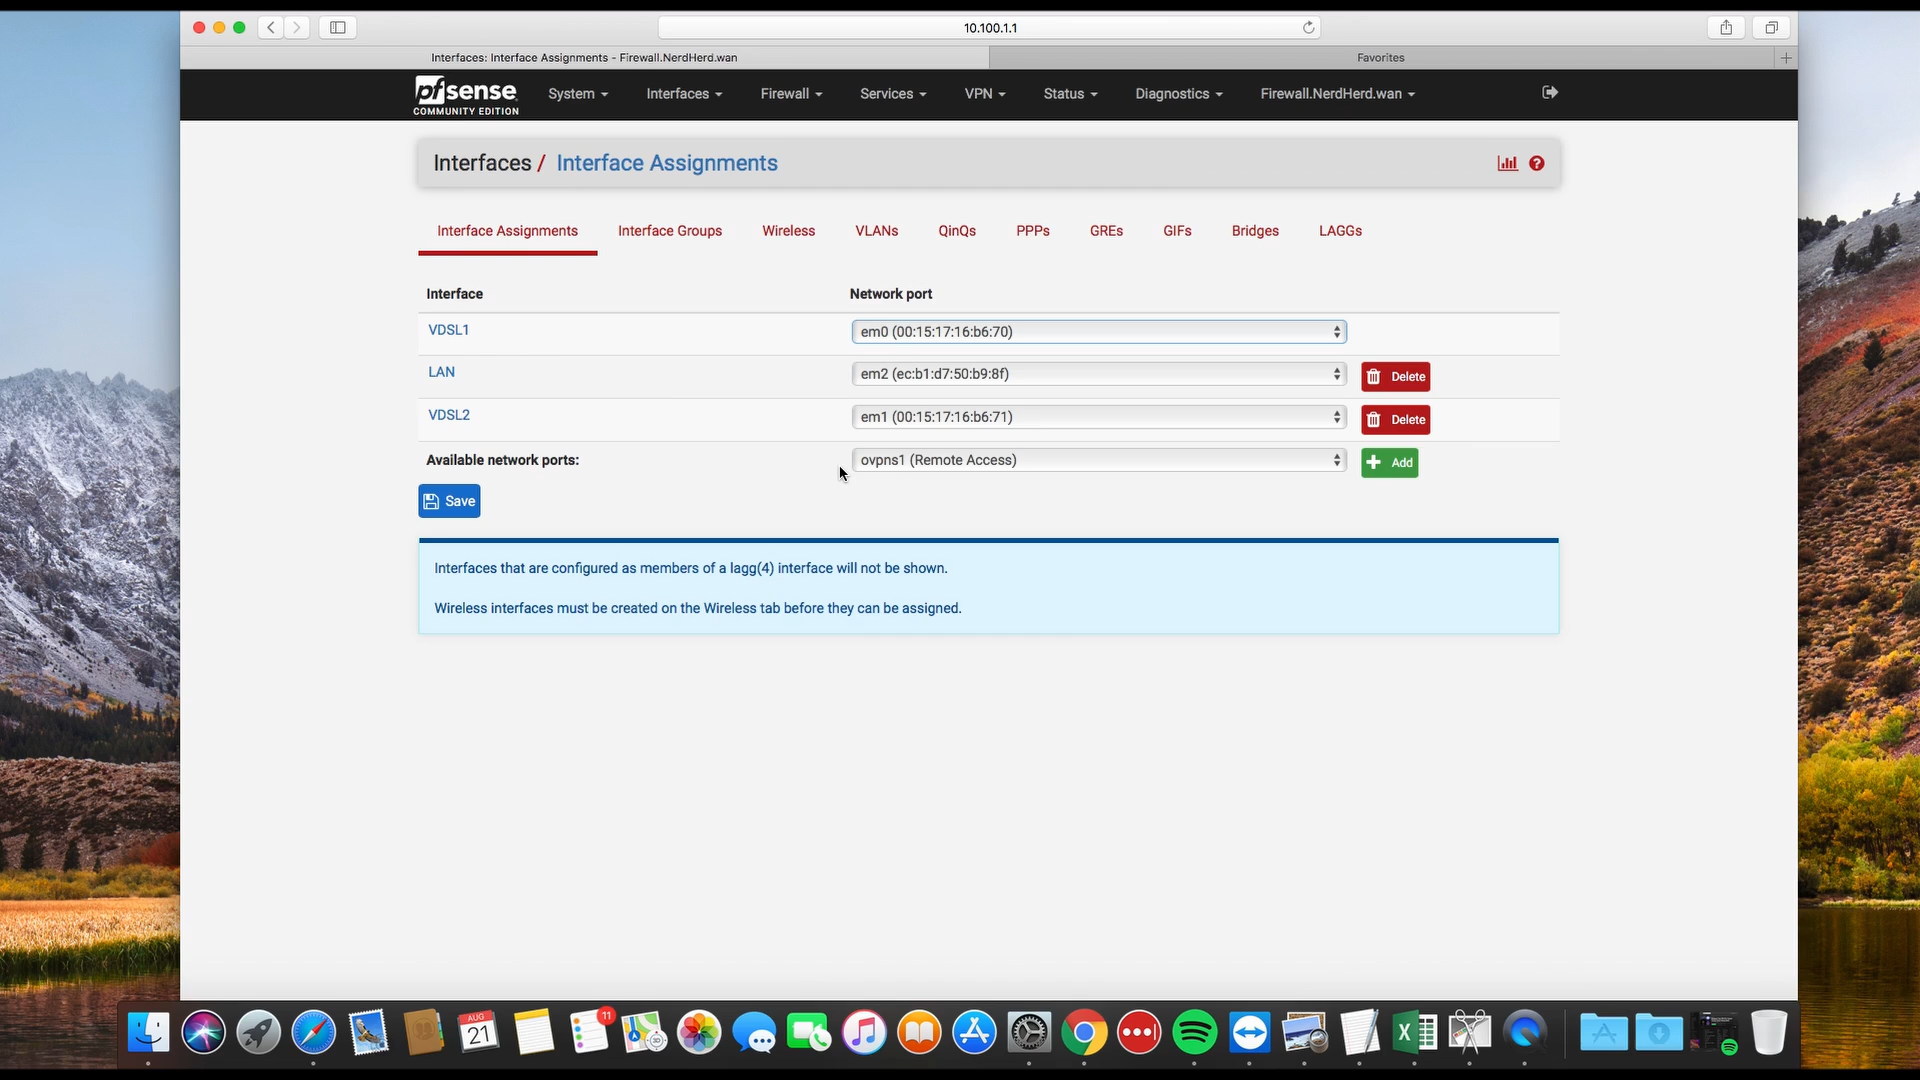 10.100.1.1
Interfaces: Interface Assignments - Firewall.NerdHerd.wan
Favorites
pfsense
COMMUNITY EDITION
System
Interfaces
Firewall
Services
VPN
Status
Diagnostics
Firewall.NerdHerd.wan
Interfaces / Interface Assignments
Interface Assignments
Interface Groups
Wireless
VLANs
QinQs
PPPs
GREs
GIFs
Bridges
LAGGs
Interface
Network port
VDSL1
em0 (00:15:17:16:b6:70)
LAN
em2 (ec:b1:d7:50:b9:8f)
Delete
VDSL2
em1 (00:15:17:16:b6:71)
Delete
Available network ports:
ovpns1 (Remote Access)
Add
Save
Interfaces that are configured as members of a lagg(4) interface will not be shown.
Wireless interfaces must be created on the Wireless tab before they can be assigned.
AUG
21
11